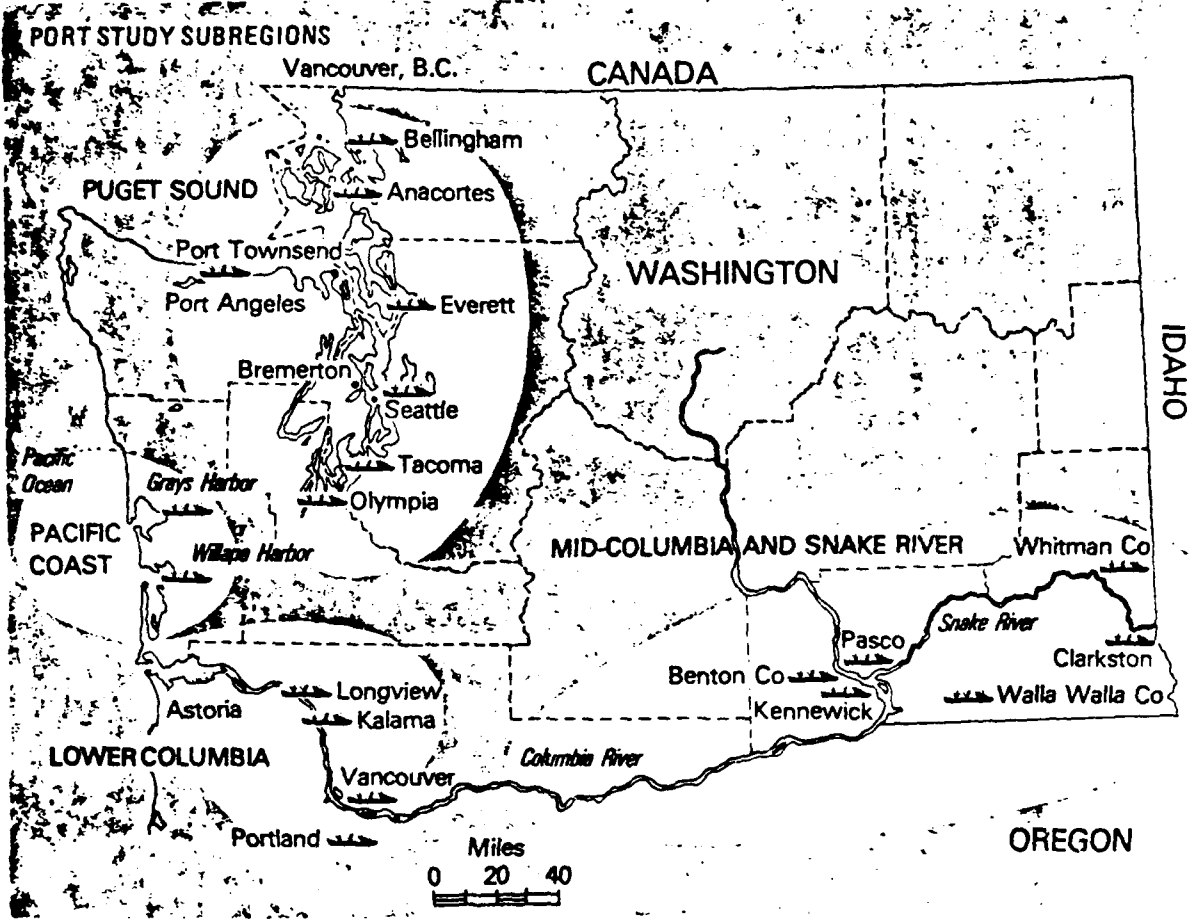 PORT STUDY SUBREGIONS
Vancouver, B.C.
CANADA
Bellingham
PUGET SOUND
Anacortes
Port Townsend
WASHINGTON
Port Angeles
Everett
IDAHO
Bremerton
Seattle
Pacific
Ocean
Grays Harbor
Tacoma
Olympia
PACIFIC
COAST
Willapa Harbor
MID-COLUMBIA AND SNAKE RIVER
Whitman Co
Snake River
Pasco
Clarkston
Benton Co
Walla Walla Co
Kennewick
Astoria
Longview
Kalama
LOWER COLUMBIA
Columbia River
Vancouver
Portland
Miles
0 20 40
OREGON